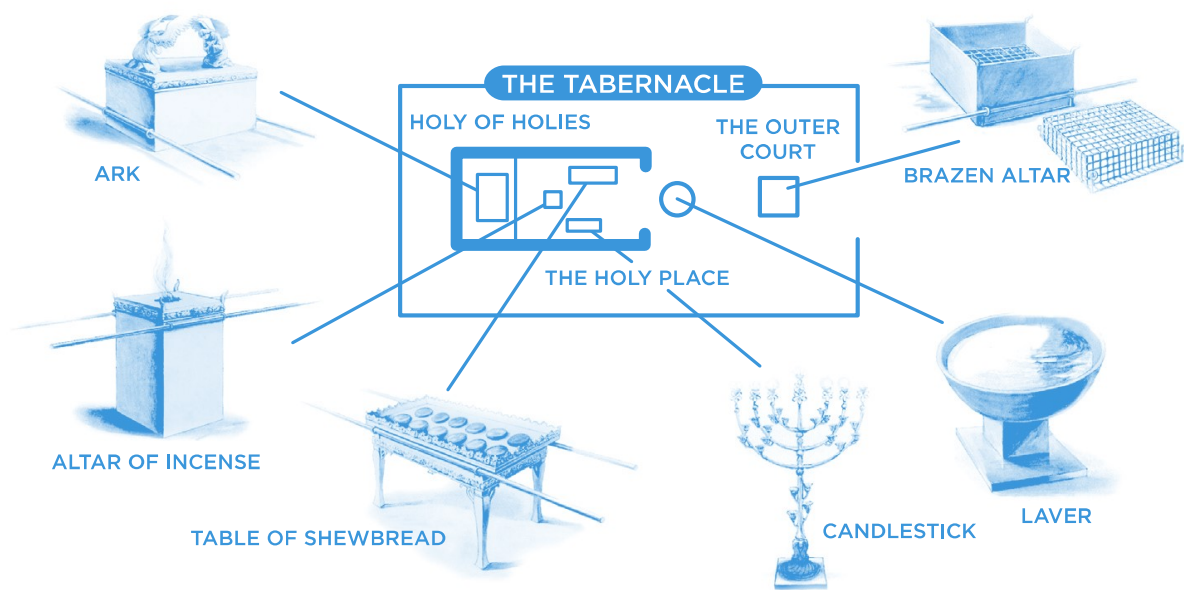 THE TABERNACLE
HOLY OF HOLIES
THE OUTER
COURT
ARK
BRAZEN ALTAR
THE HOLY PLACE
ALTAR OF INCENSE
TABLE OF SHEWBREAD
CANDLESTICK
LAVER